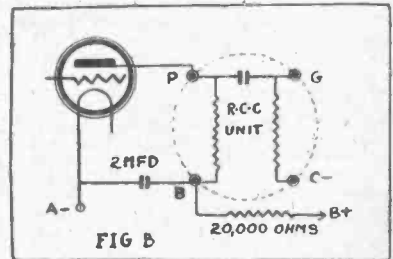 P
G
R-C-C
UNIT
2MFD
B
C-
A-
B+
20,000 OHMS
FIG B